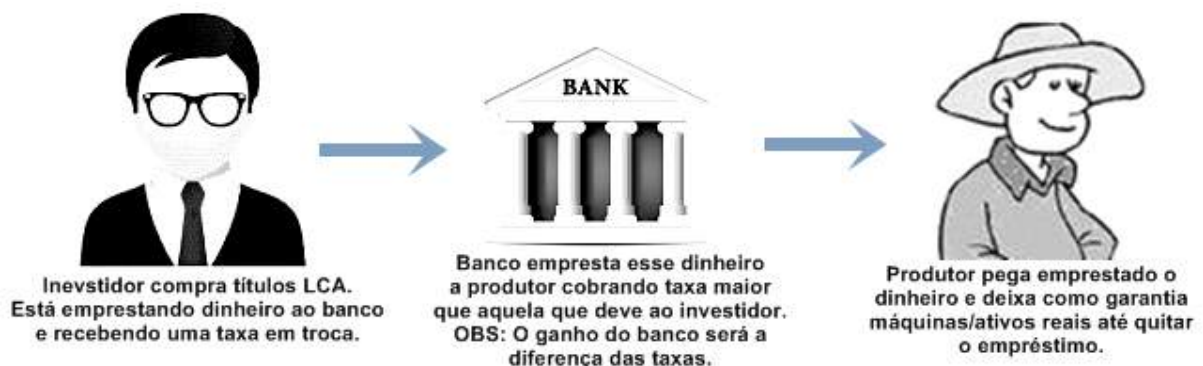 BANK
Inevstidor compra títulos LCA.
Está emprestando dinheiro ao banco
e recebendo uma taxa em troca.
Banco empresta esse dinheiro
a produtor cobrando taxa maior
que aquela que deve ao investidor.
OBS: O ganho do banco será a
diferença das taxas.
Produtor pega emprestado o
dinheiro e deixa como garantia
máquinas/ativos reais até quitar
o empréstimo.